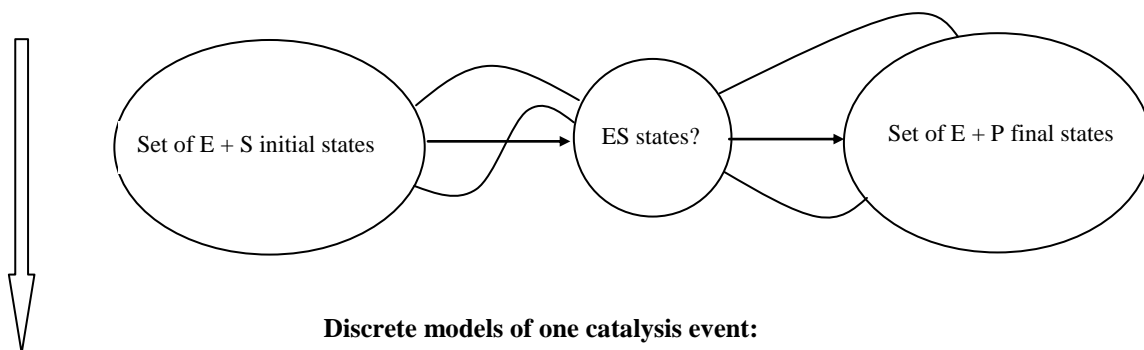 Set of E + S initial states
ES states?
Set of E + P final states
Discrete models of one catalysis event: